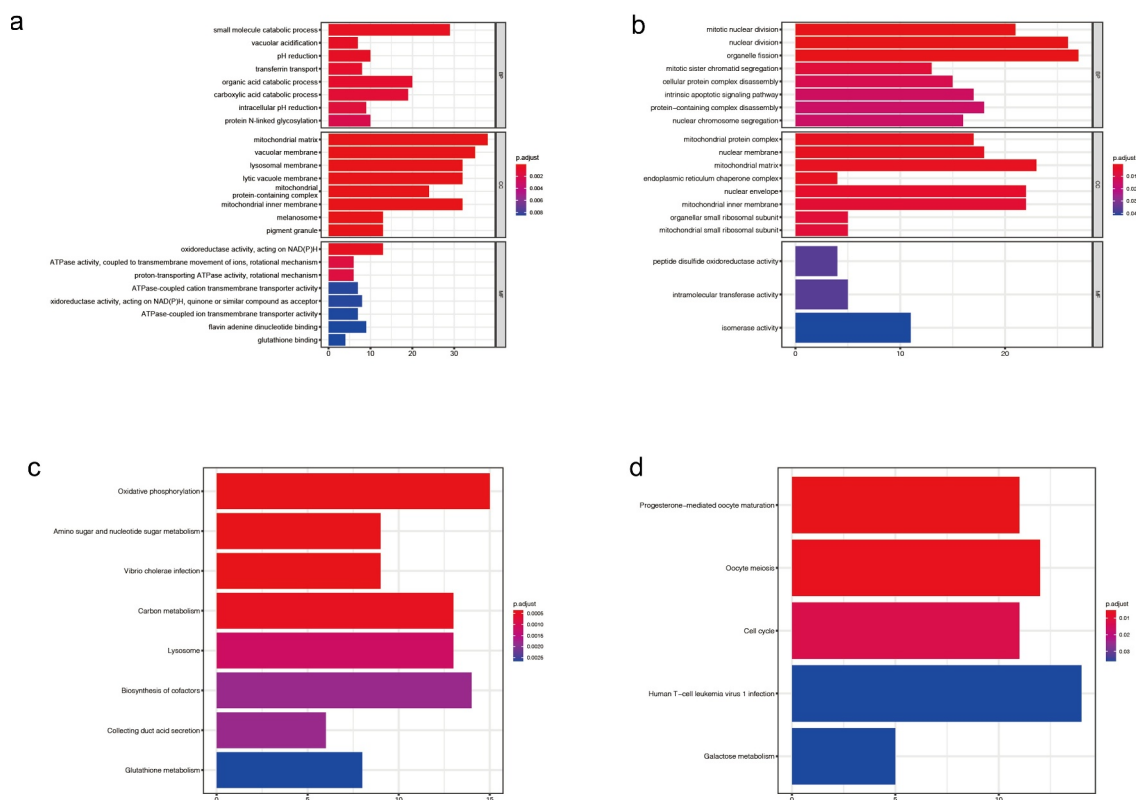 a
small molecule catabolic process
vacuolar acidification
pH reduction
transferrin transport
organic acid catabolic process
carboxylic acid catabolic process
intracellular pH reduction
protein N-linked glycosylation
BP
mitochondrial matrix
vacuolar membrane
lysosomal membrane
lytic vacuole membrane
mitochondrial
protein-containing complex
mitochondrial inner membrane
melanosome
pigment granule
CC
oxidoreductase activity, acting on NAD(P)H
ATPase activity, coupled to transmembrane movement of ions, rotational mechanism
proton-transporting ATPase activity, rotational mechanism
ATPase-coupled cation transmembrane transporter activity
xidoreductase activity, acting on NAD(P)H, quinone or similar compound as acceptor
ATPase-coupled ion transmembrane transporter activity
flavin adenine dinucleotide binding
glutathione binding
MF
0 10 20 30
p.adjust
0.002
0.004
0.006
0.008
b
mitotic nuclear division
nuclear division
organelle fission
mitotic sister chromatid segregation
cellular protein complex disassembly
intrinsic apoptotic signaling pathway
protein-containing complex disassembly
nuclear chromosome segregation
BP
mitochondrial protein complex
nuclear membrane
mitochondrial matrix
endoplasmic reticulum chaperone complex
nuclear envelope
mitochondrial inner membrane
organellar small ribosomal subunit
mitochondrial small ribosomal subunit
CC
peptide disulfide oxidoreductase activity
intramolecular transferase activity
isomerase activity
MF
0 10 20
p.adjust
c
Oxidative phosphorylation
Amino sugar and nucleotide sugar metabolism
Vibrio cholerae infection
Carbon metabolism
Lysosome
Biosynthesis of cofactors
Collecting duct acid secretion
Glutathione metabolism
0 5 10 15
p.adjust
0.0005
0.0010
0.0015
0.0020
0.0025
d
Progesterone-mediated oocyte maturation
Oocyte meiosis
Cell cycle
Human T-cell leukemia virus 1 infection
Galactose metabolism
0 5 10
p.adjust
0.01
0.02
0.03